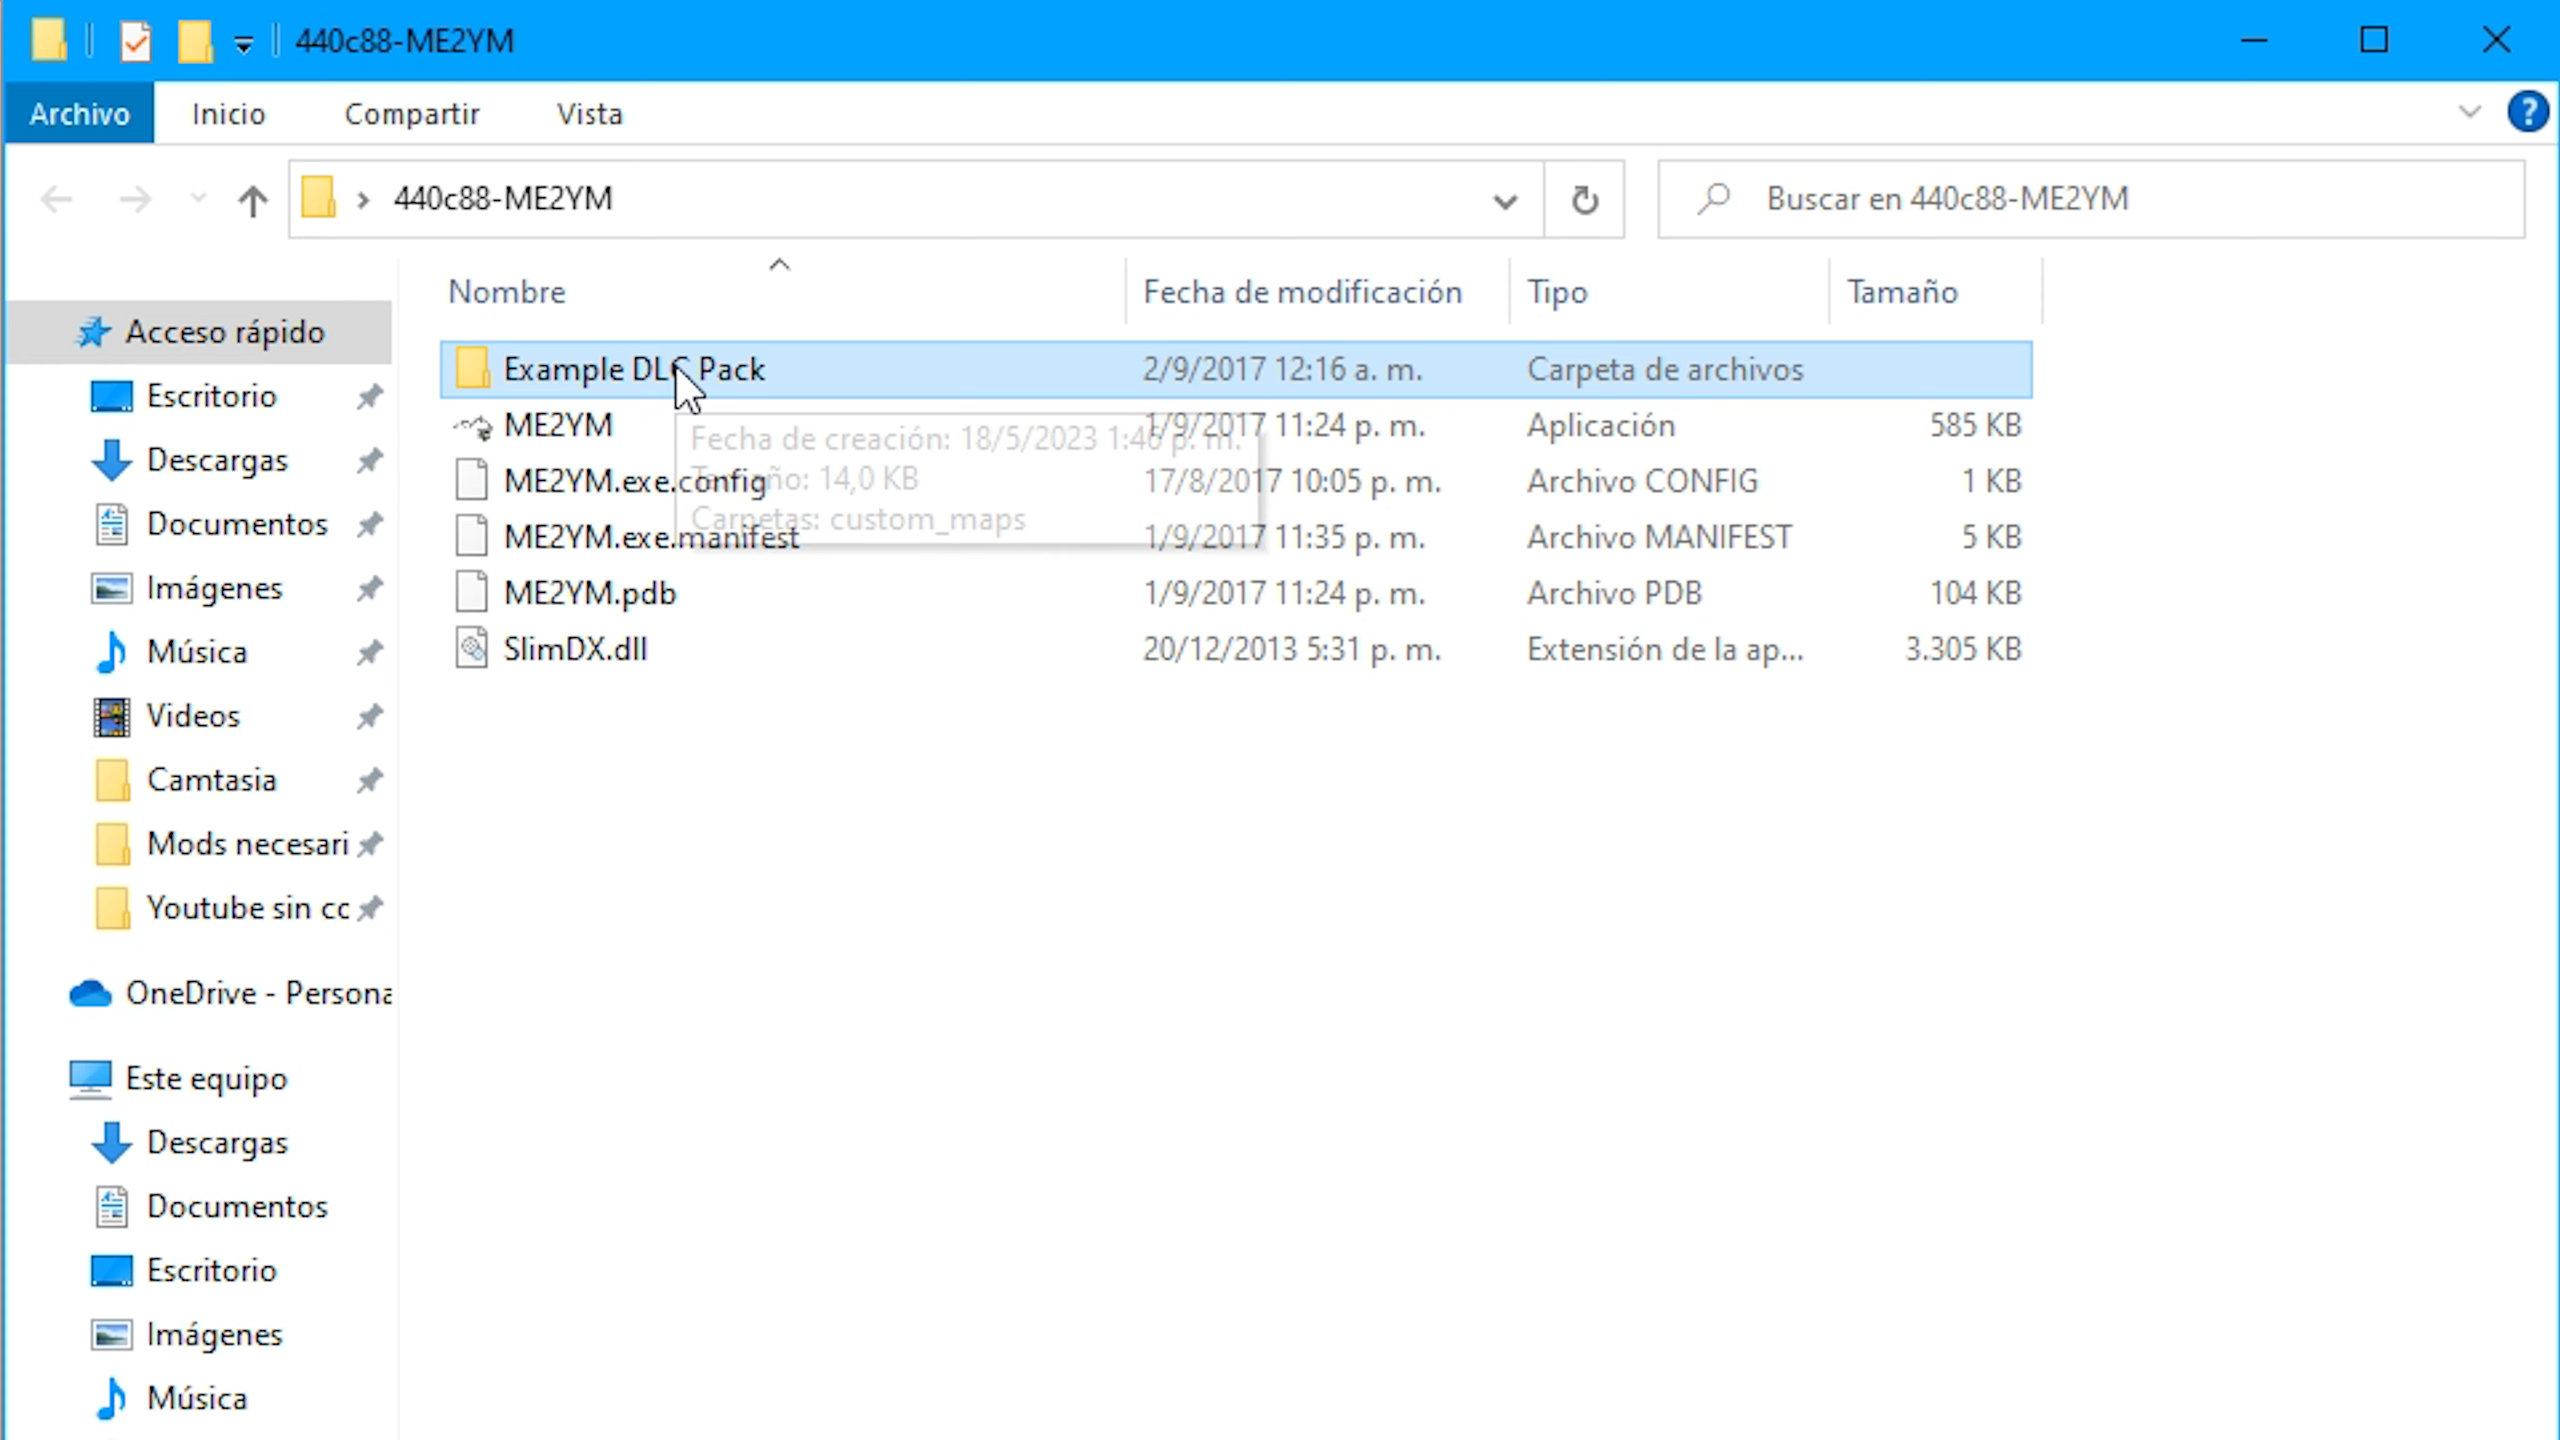 440c88-ME2YM
Archivo Inicio Compartir Vista
440c88-ME2YM
Buscar en 440c88-ME2YM
Nombre Fecha de modificación Tipo Tamaño
Example DLC Pack 2/9/2017 12:16 a. m. Carpeta de archivos
ME2YM 1/9/2017 11:24 p. m. Aplicación 585 KB
ME2YM.exe.config 17/8/2017 10:05 p. m. Archivo CONFIG 1 KB
ME2YM.exe.manifest 1/9/2017 11:35 p. m. Archivo MANIFEST 5 KB
ME2YM.pdb 1/9/2017 11:24 p. m. Archivo PDB 104 KB
SlimDX.dll 20/12/2013 5:31 p. m. Extensión de la ap... 3.305 KB
Fecha de creación: 18/5/2023 1:46 p. m.
Tamaño: 14,0 KB
Carpetas: custom_maps
Acceso rápido
Escritorio
Descargas
Documentos
Imágenes
Música
Videos
Camtasia
Mods necesari
Youtube sin cc
OneDrive - Persona
Este equipo
Descargas
Documentos
Escritorio
Imágenes
Música